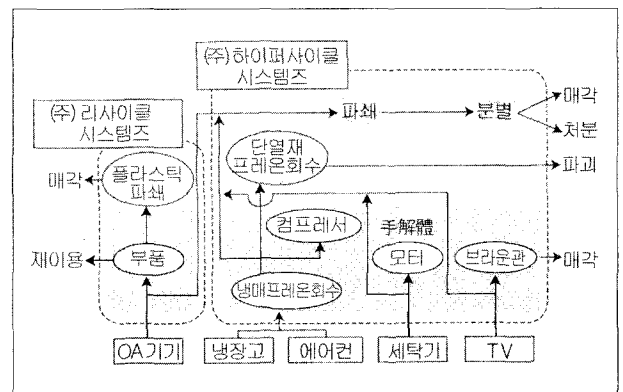 (주)하이퍼사이클
시스템즈
(주) 리사이클
시스템즈
파쇄
분별
매각
처분
단열재
프레온회수
파괴
매각
플라스틱
파쇄
컴프레서
手解體
모터
브라운관
매각
재이용
부품
냉매프레온회수
OA기기
냉장고
에어컨
세탁기
TV